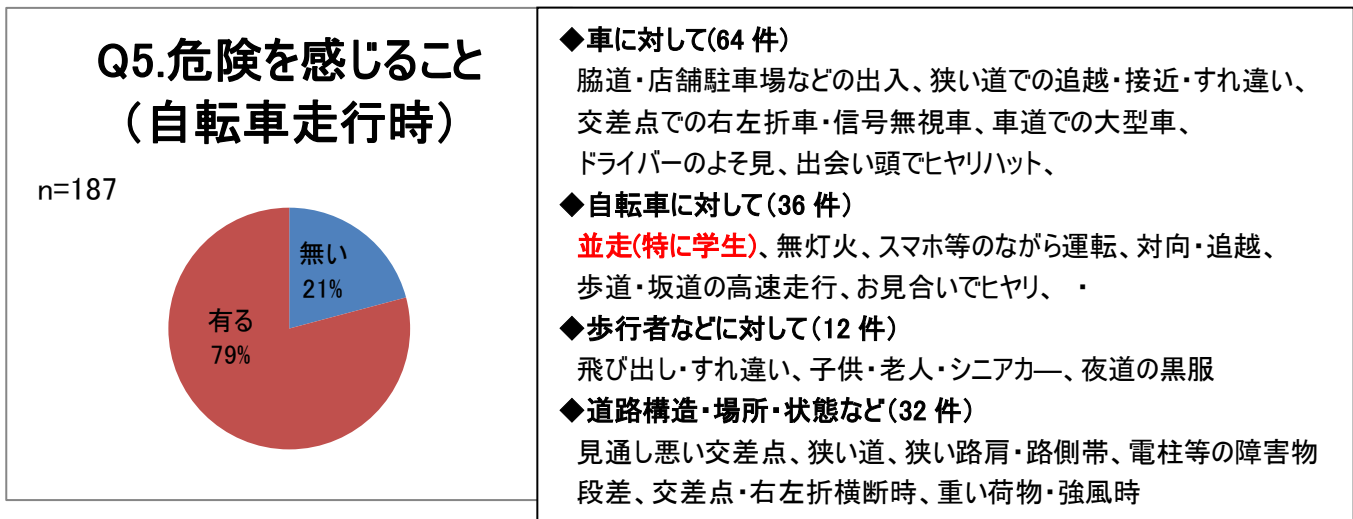 Q5.危険を感じること
（自転車走行時）
n=187
無い
21%
有る
79%
◆車に対して(64 件)
脇道・店舗駐車場などの出入、狭い道での追越・接近・すれ違い、
交差点での右左折車・信号無視車、車道での大型車、
ドライバーのよそ見、出会い頭でヒヤリハット、
◆自転車に対して(36 件)
並走(特に学生)、無灯火、スマホ等のながら運転、対向・追越、
歩道・坂道の高速走行、お見合いでヒヤリ、 ・
◆歩行者などに対して(12 件)
飛び出し・すれ違い、子供・老人・シニアカ―、夜道の黒服
◆道路構造・場所・状態など(32 件)
見通し悪い交差点、狭い道、狭い路肩・路側帯、電柱等の障害物
段差、交差点・右左折横断時、重い荷物・強風時